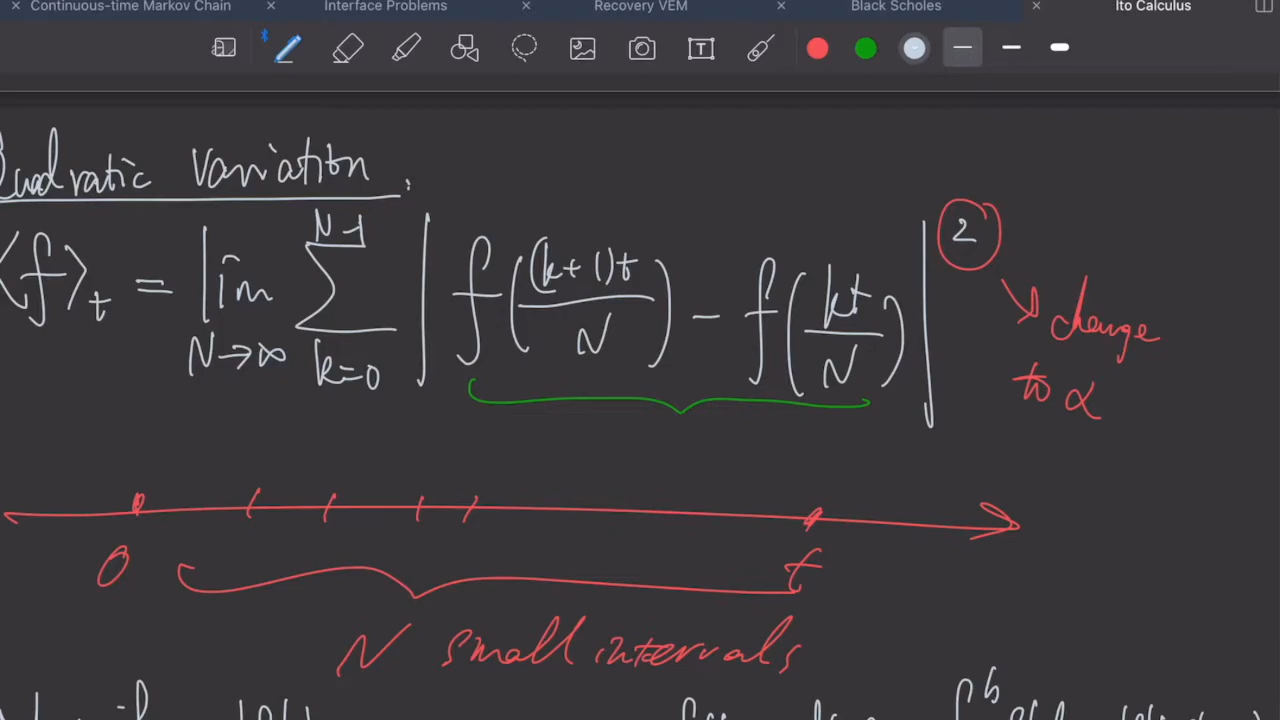 Continuous-time Markov Chain Interface Problems Recovery VEM Black Scholes Ito Calculus
Quadratic variation.
⟨f⟩_t = lim_{N→∞} ∑_{k=0}^{N-1} | f((k+1)t/N) - f(kt/N) |^2
change
to α
0 t
N small intervals